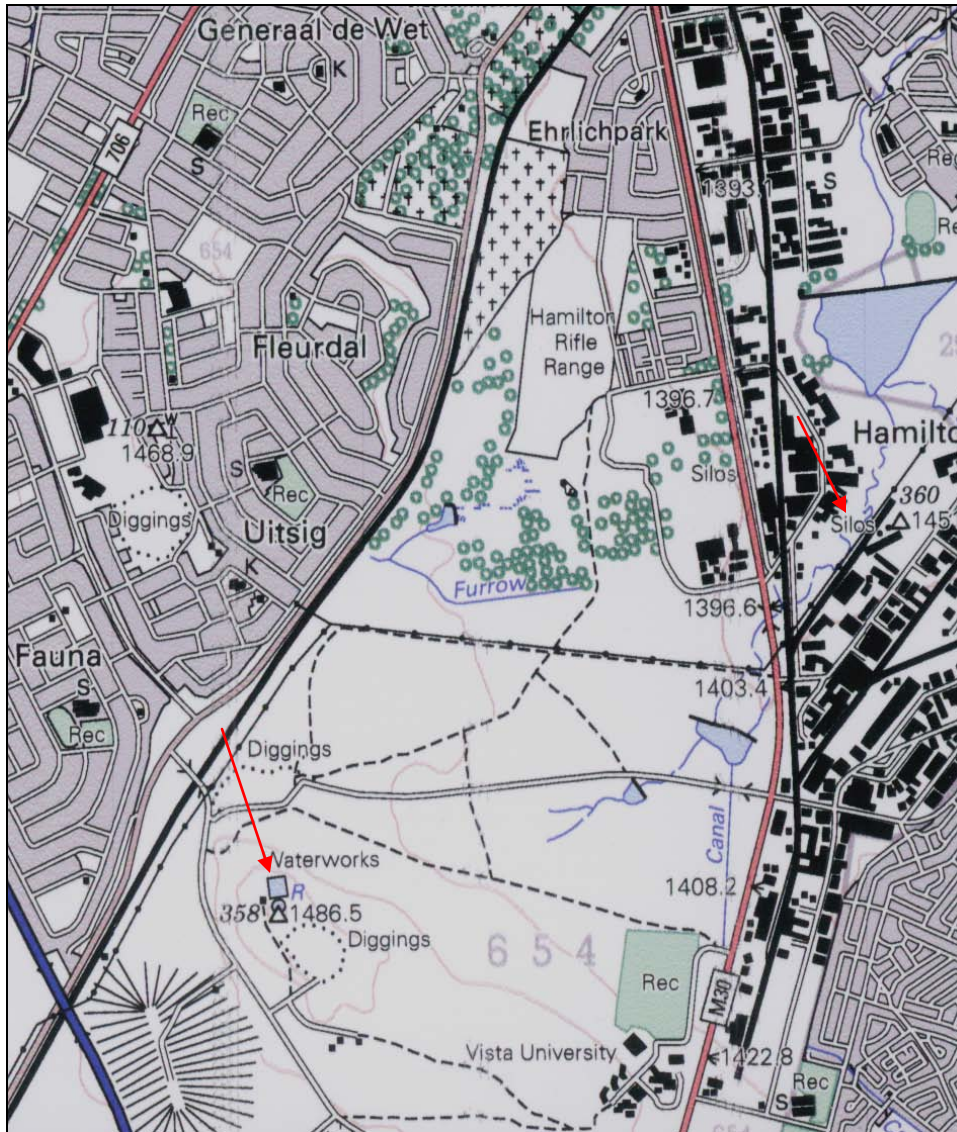 Generaal de Wet
K
Rec
S
706
Ehrlichpark
1393.1
S
654
Fleurdal
Hamilton
Rifle
Range
1396.7
110
W
1468.9
S
Rec
Diggings
Uitsig
Silos
Hamilto
360
Silos
145
K
Furrow
1396.6
Fauna
S
Rec
1403.4
Diggings
Canal
Waterworks
R
358
1486.5
1408.2
Diggings
6 5 4
Rec
M30
Vista University
1422.8
Rec
S
654